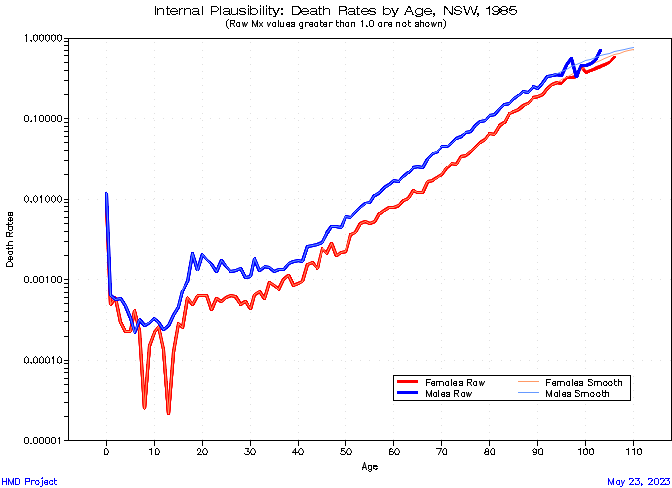 Internal Plausibility: Death Rates by Age, NSW, 1985
(Raw Mx values greater than 1.0 are not shown)
1.00000
0.10000
0.01000
0.00100
0.00010
0.00001
Death Rates
0 10 20 30 40 50 60 70 80 90 100 110
Age
Females Raw Females Smooth
Males Raw Males Smooth
HMD Project May 23, 2023